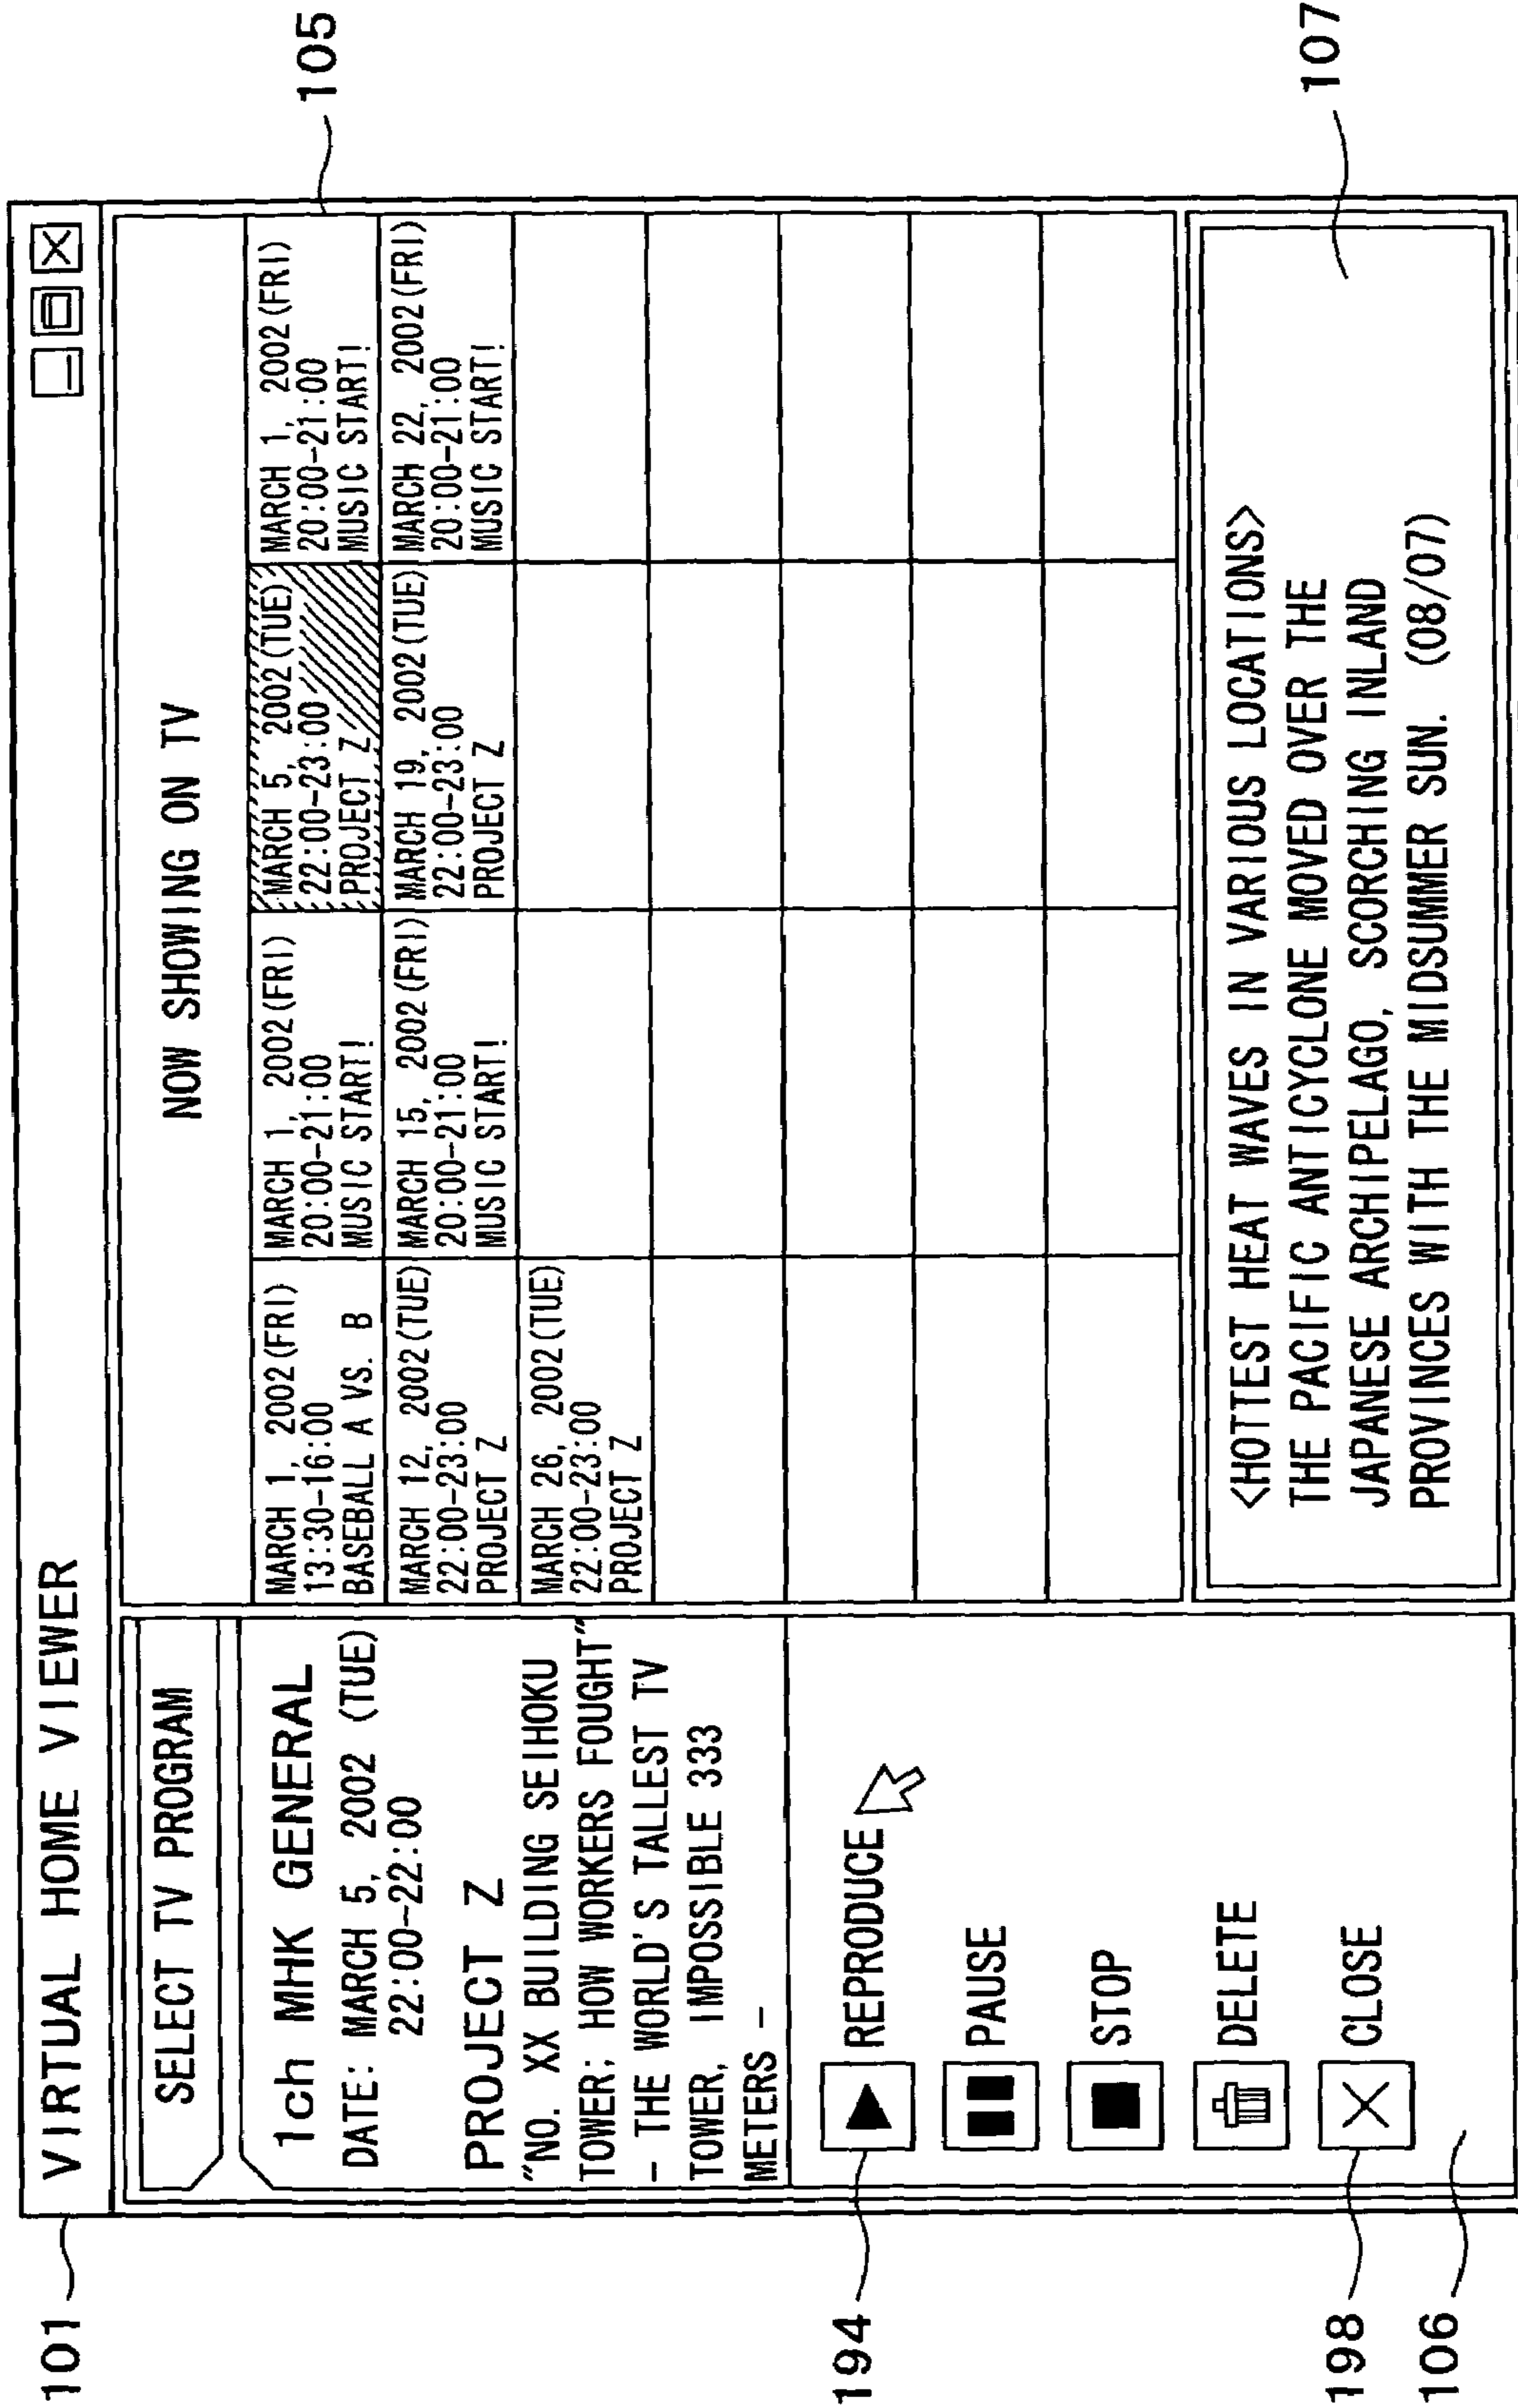 101
VIRTUAL HOME VIEWER
SELECT TV PROGRAM
1ch MHK GENERAL
DATE: MARCH 5, 2002 (TUE)
22:00-22:00
PROJECT Z
"NO. XX BUILDING SEIHOKU
TOWER; HOW WORKERS FOUGHT"
- THE WORLD'S TALLEST TV
TOWER, IMPOSSIBLE 333
METERS -
194
REPRODUCE
PAUSE
STOP
DELETE
198
CLOSE
106
NOW SHOWING ON TV
105
MARCH 1, 2002(FRI)
13:30-16:00
BASEBALL A VS. B
MARCH 1, 2002(FRI)
20:00-21:00
MUSIC START!
MARCH 5, 2002(TUE)
22:00-23:00
PROJECT Z
MARCH 1, 2002(FRI)
20:00-21:00
MUSIC START!
MARCH 12, 2002(TUE)
22:00-23:00
PROJECT Z
MARCH 15, 2002(FRI)
20:00-21:00
MUSIC START!
MARCH 19, 2002(TUE)
22:00-23:00
PROJECT Z
MARCH 22, 2002(FRI)
20:00-21:00
MUSIC START!
MARCH 26, 2002(TUE)
22:00-23:00
PROJECT Z
107
<HOTTEST HEAT WAVES IN VARIOUS LOCATIONS>
THE PACIFIC ANTICYCLONE MOVED OVER THE
JAPANESE ARCHIPELAGO, SCORCHING INLAND
PROVINCES WITH THE MIDSUMMER SUN. (08/07)